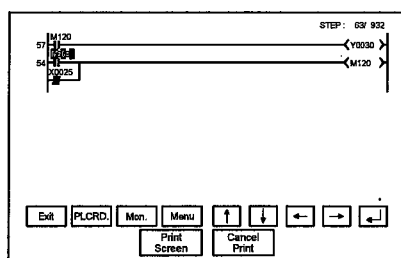 STEP: 63/ 932
M120
57
Y0030
54
M120
X0025
Exit PLCRD. Mon. Menu ↑ ↓ ← → ↵
Print Screen Cancel Print